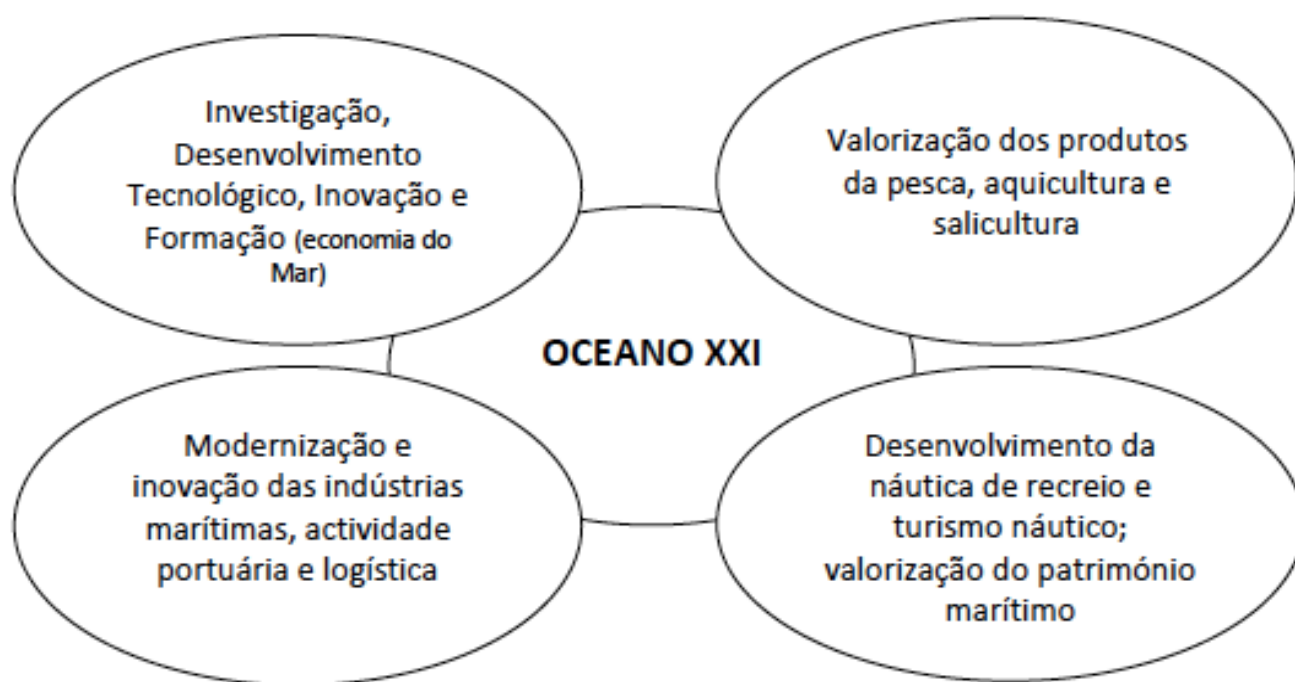 Investigação,
Desenvolvimento
Tecnológico, Inovação e
Formação (economia do
Mar)
Valorização dos produtos
da pesca, aquicultura e
salicultura
OCEANO XXI
Modernização e
inovação das indústrias
marítimas, actividade
portuária e logística
Desenvolvimento da
náutica de recreio e
turismo náutico;
valorização do património
marítimo